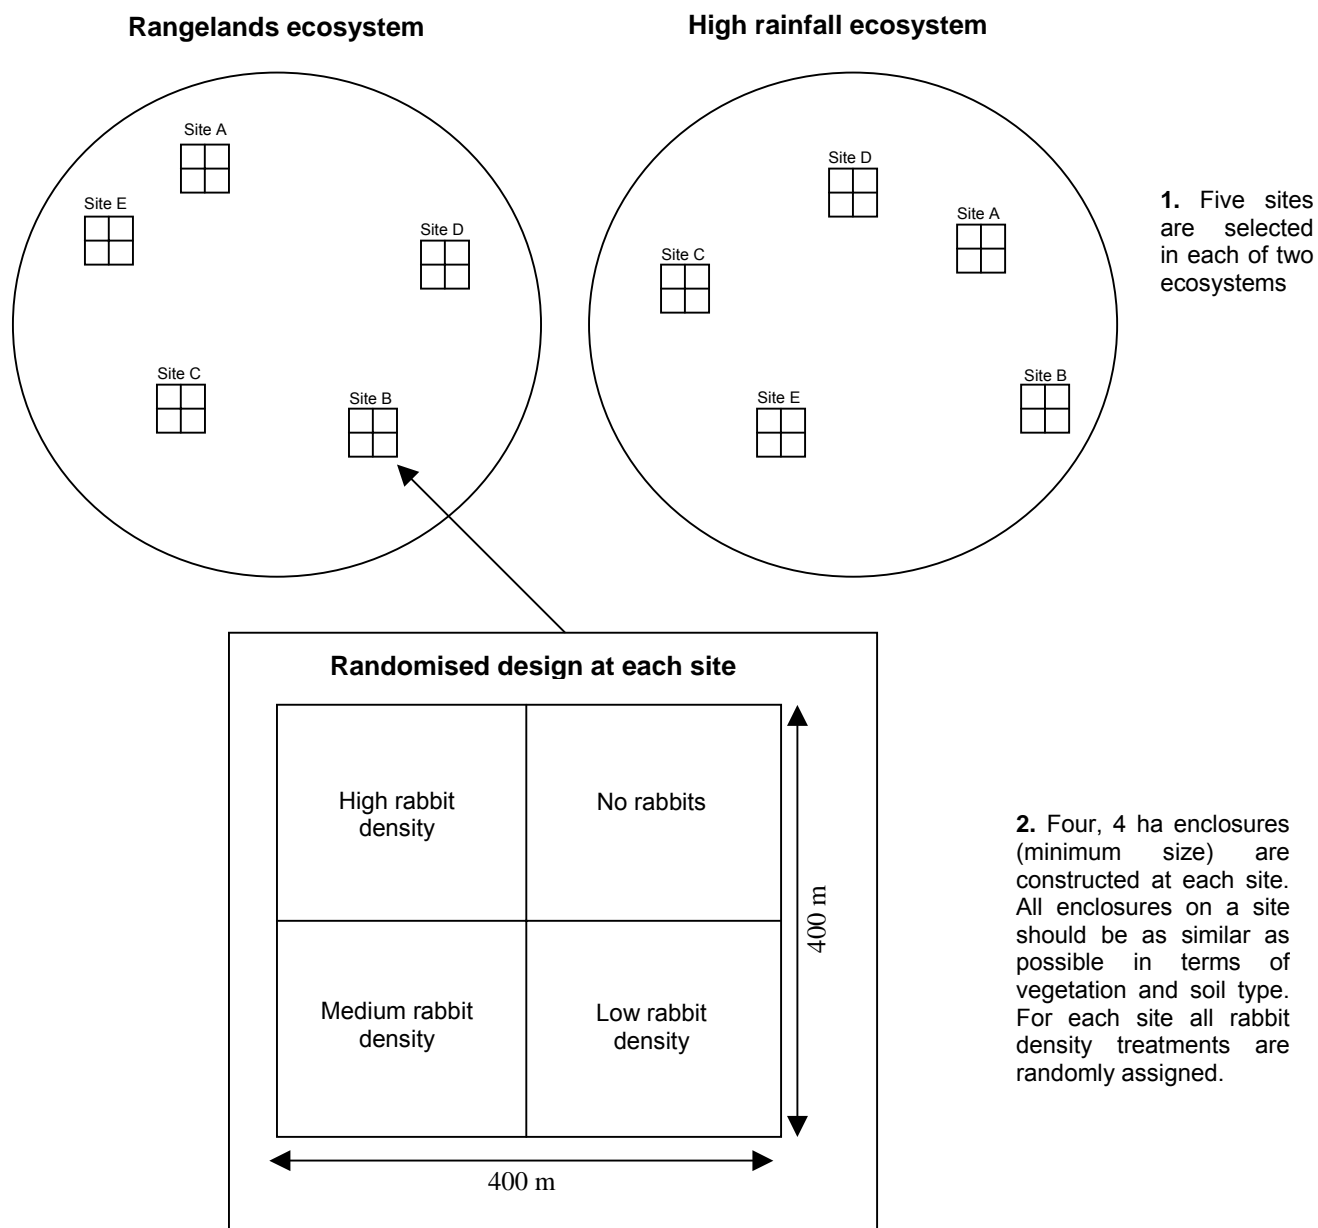 Rangelands ecosystem
High rainfall ecosystem
Site A
Site E
Site D
Site C
Site B
Site D
Site A
Site C
Site B
Site E
1. Five sites
are selected
in each of two
ecosystems
Randomised design at each site
High rabbit
density
No rabbits
Medium rabbit
density
Low rabbit
density
400 m
400 m
2. Four, 4 ha enclosures
(minimum size) are
constructed at each site.
All enclosures on a site
should be as similar as
possible in terms of
vegetation and soil type.
For each site all rabbit
density treatments are
randomly assigned.